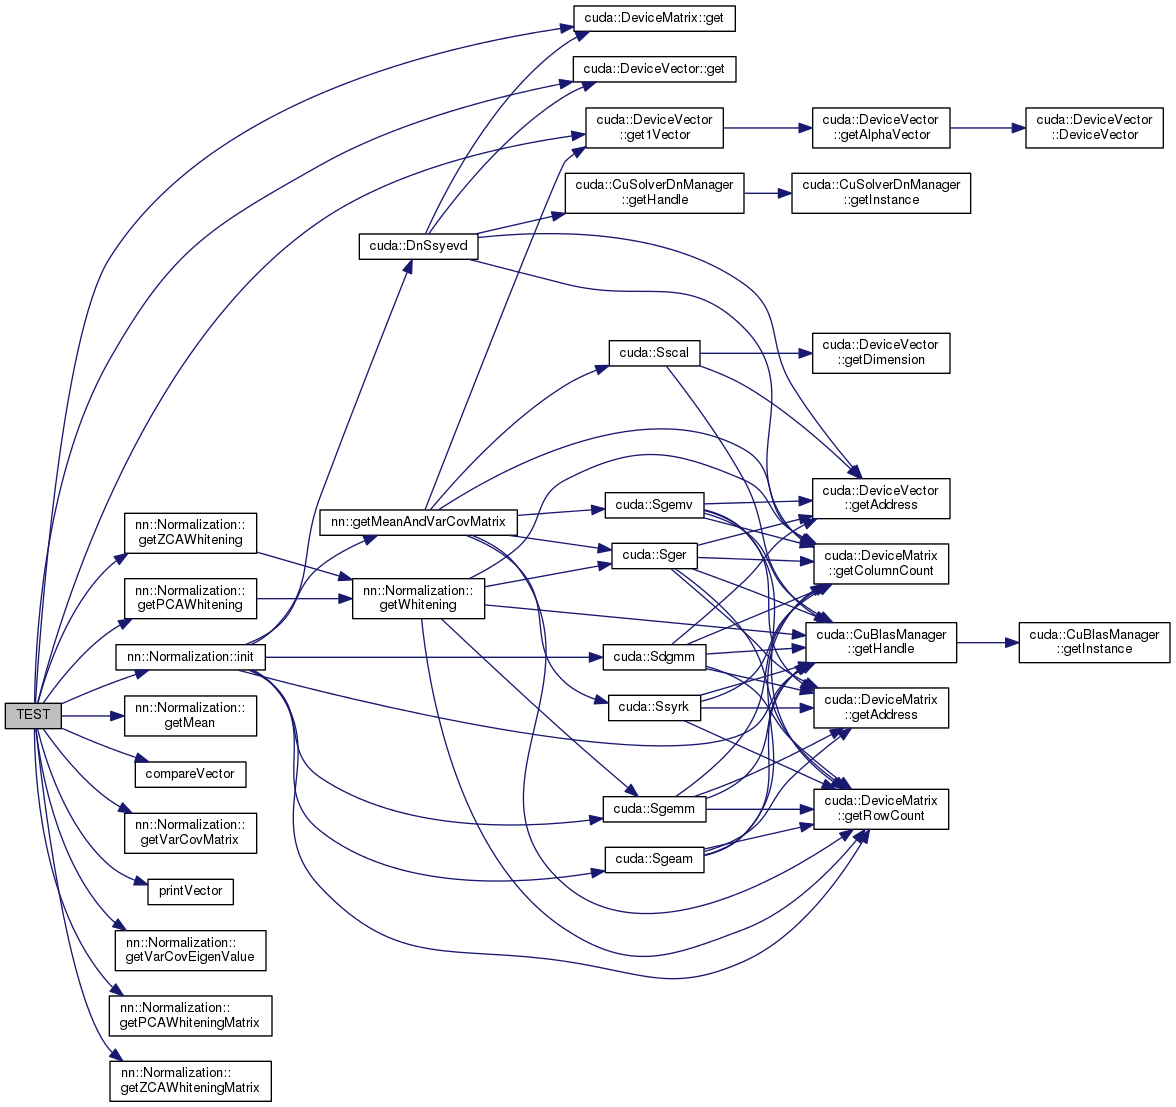 cuda::DeviceMatrix::get
cuda::DeviceVector::get
cuda::DeviceVector
::get1Vector
cuda::DeviceVector
::getAlphaVector
cuda::DeviceVector
::DeviceVector
cuda::CuSolverDnManager
::getHandle
cuda::CuSolverDnManager
::getInstance
cuda::DnSsyevd
cuda::Sscal
cuda::DeviceVector
::getDimension
cuda::DeviceVector
::getAddress
cuda::Sgemv
nn::getMeanAndVarCovMatrix
nn::Normalization::
getZCAWhitening
cuda::Sger
cuda::DeviceMatrix
::getColumnCount
nn::Normalization::
getPCAWhitening
nn::Normalization::
getWhitening
cuda::CuBlasManager
::getHandle
cuda::CuBlasManager
::getInstance
nn::Normalization::init
cuda::Sdgmm
cuda::Ssyrk
cuda::DeviceMatrix
::getAddress
TEST
nn::Normalization::
getMean
compareVector
cuda::Sgemm
cuda::DeviceMatrix
::getRowCount
nn::Normalization::
getVarCovMatrix
cuda::Sgeam
printVector
nn::Normalization::
getVarCovEigenValue
nn::Normalization::
getPCAWhiteningMatrix
nn::Normalization::
getZCAWhiteningMatrix